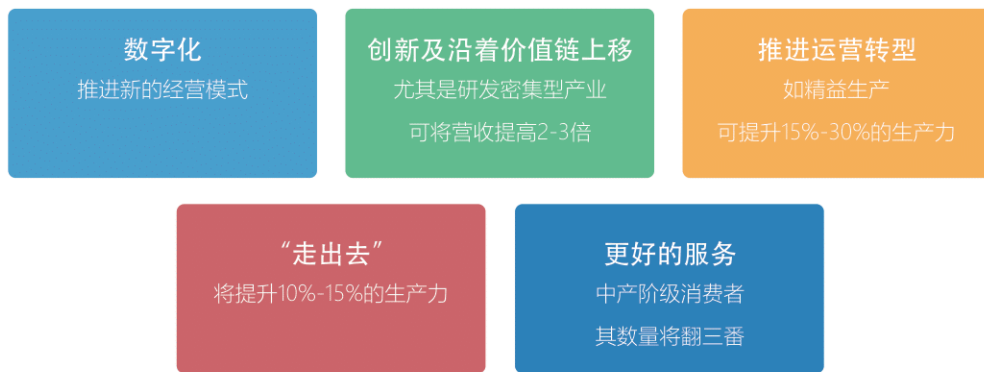 数字化
推进新的经营模式
创新及沿着价值链上移
尤其是研发密集型产业
可将营收提高2-3倍
推进运营转型
如精益生产
可提升15%-30%的生产力
“走出去”
将提升10%-15%的生产力
更好的服务
中产阶级消费者
其数量将翻三番